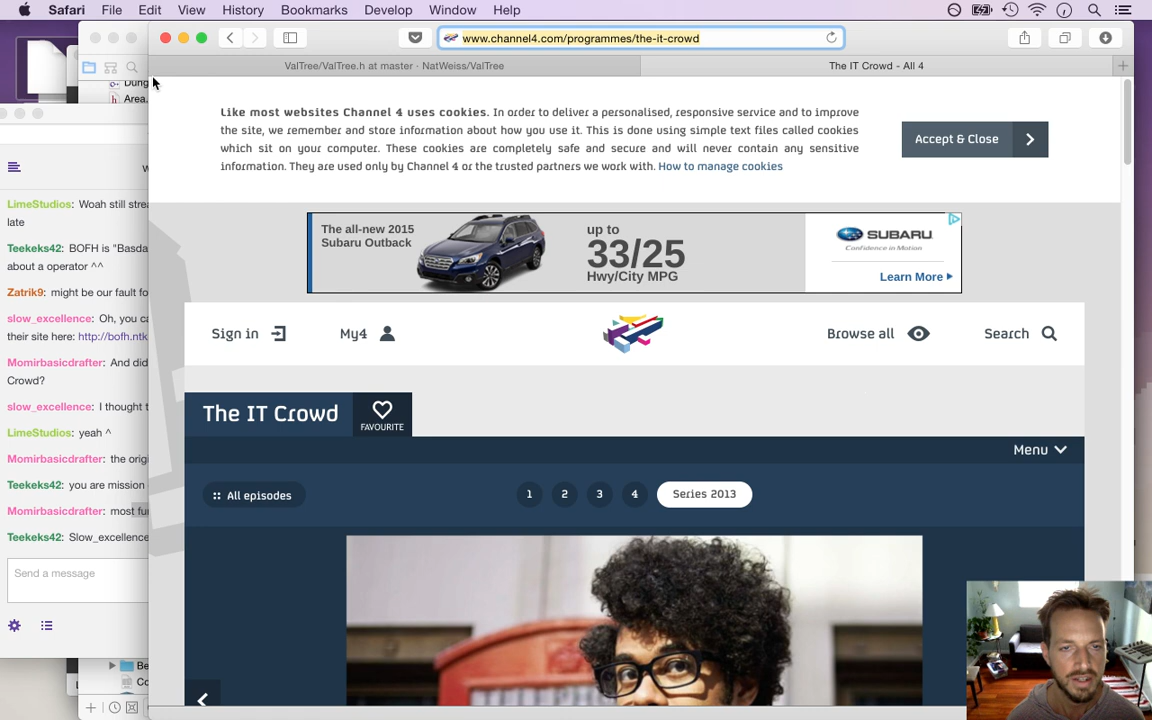 Safari File Edit View History Bookmarks Develop Window Help
www.channel4.com/programmes/the-it-crowd
ValTree/ValTree.h at master · NatWeiss/ValTree
The IT Crowd - All 4
Area.
Like most websites Channel 4 uses cookies. In order to deliver a personalised, responsive service and to improve
the site, we remember and store information about how you use it. This is done using simple text files called cookies
which sit on your computer. These cookies are completely safe and secure and will never contain any sensitive
information. They are used only by Channel 4 or the trusted partners we work with. How to manage cookies
Accept & Close
The all-new 2015
Subaru Outback
up to
33/25
Hwy/City MPG
SUBARU
Confidence in Motion
Learn More
Sign in
My4
Browse all
Search
The IT Crowd
FAVOURITE
Menu
All episodes
1 2 3 4 Series 2013
LimeStudios: Woah still strea
late
Teekeks42: BOFH is "Basda
about a operator ^^
Zatrik9: might be our fault fo
slow_excellence: Oh, you ca
their site here: http://bofh.ntk
Momirbasicdrafter: And did
Crowd?
slow_excellence: I thought t
LimeStudios: yeah ^
Momirbasicdrafter: the origi
Teekeks42: you are mission
Momirbasicdrafter: most fun
Teekeks42: Slow_excellence
Send a message
Be
Co